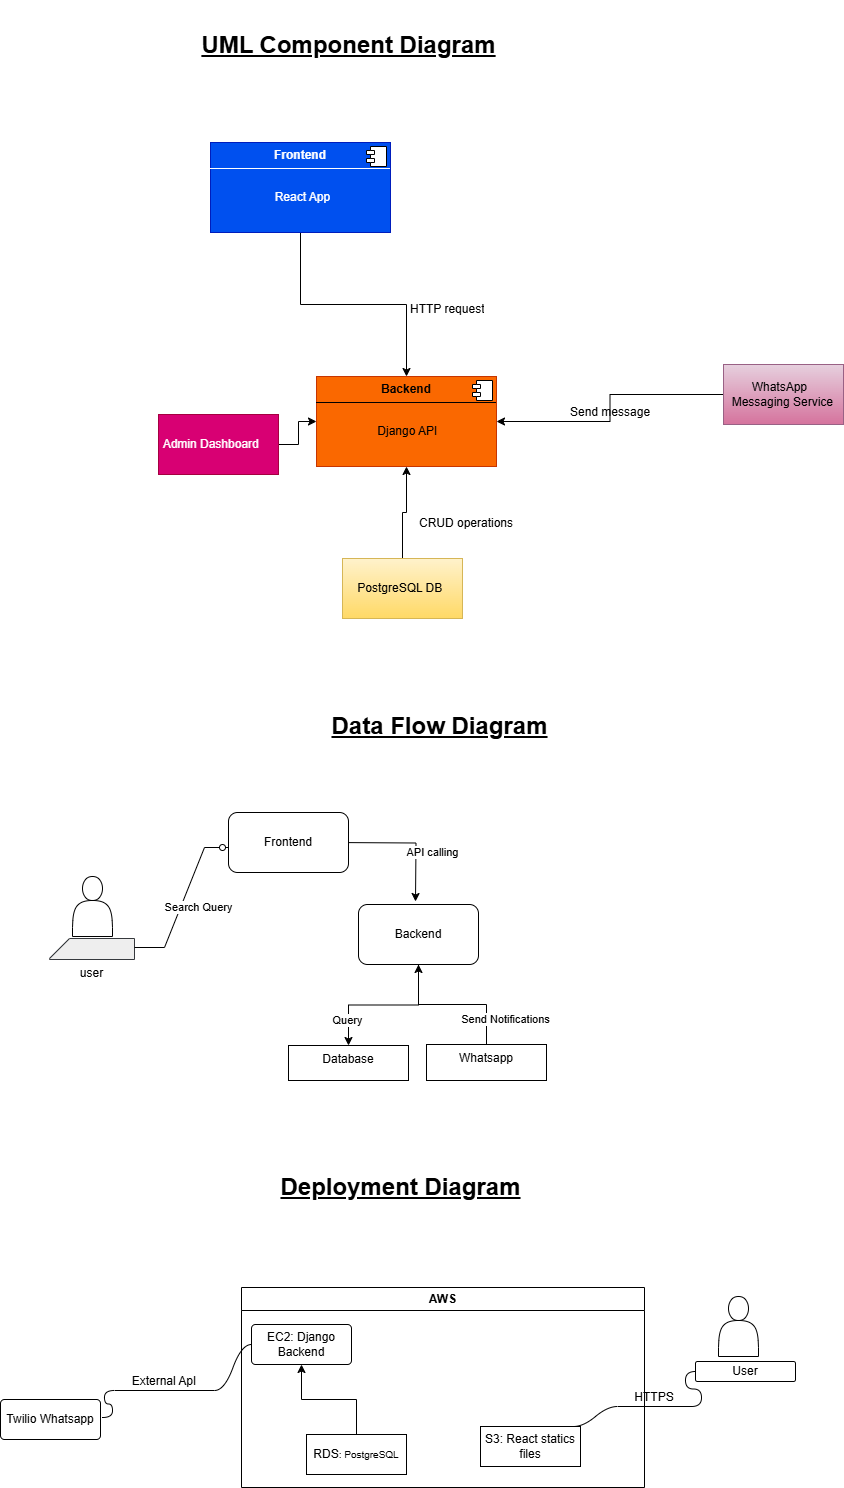 UML Component Diagram
Frontend
React App
HTTP request
Backend
Django API
WhatsApp
Messaging Service
Send message
Admin Dashboard
CRUD operations
PostgreSQL DB
Data Flow Diagram
Frontend
API calling
Search Query
Backend
user
Query
Send Notifications
Database
Whatsapp
Deployment Diagram
AWS
EC2: Django
Backend
User
External ApI
HTTPS
Twilio Whatsapp
S3: React statics
files
RDS: PostgreSQL